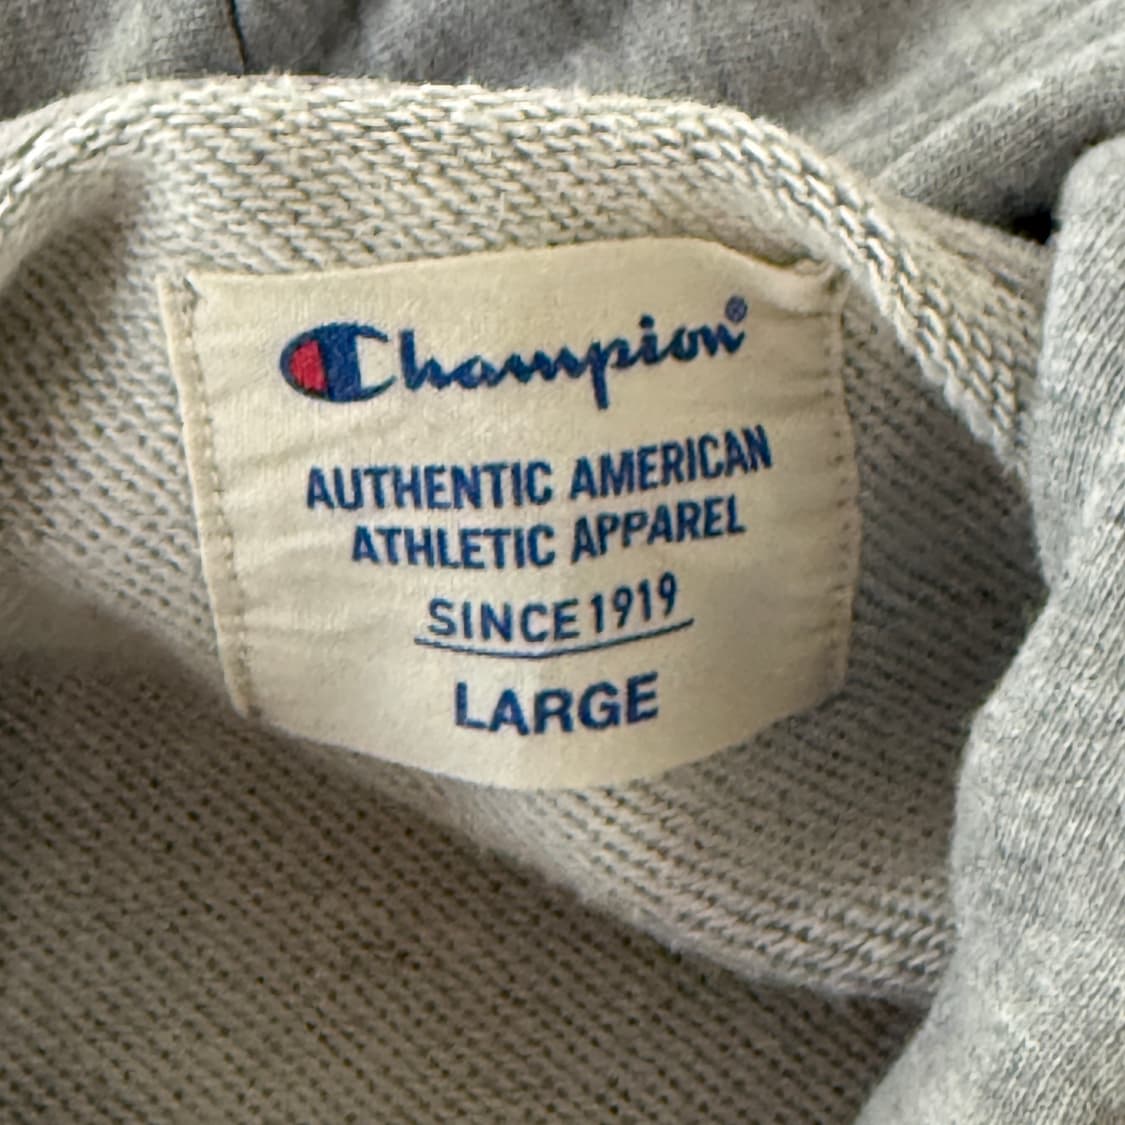 Champion®
AUTHENTIC AMERICAN
ATHLETIC APPAREL
SINCE 1919
LARGE